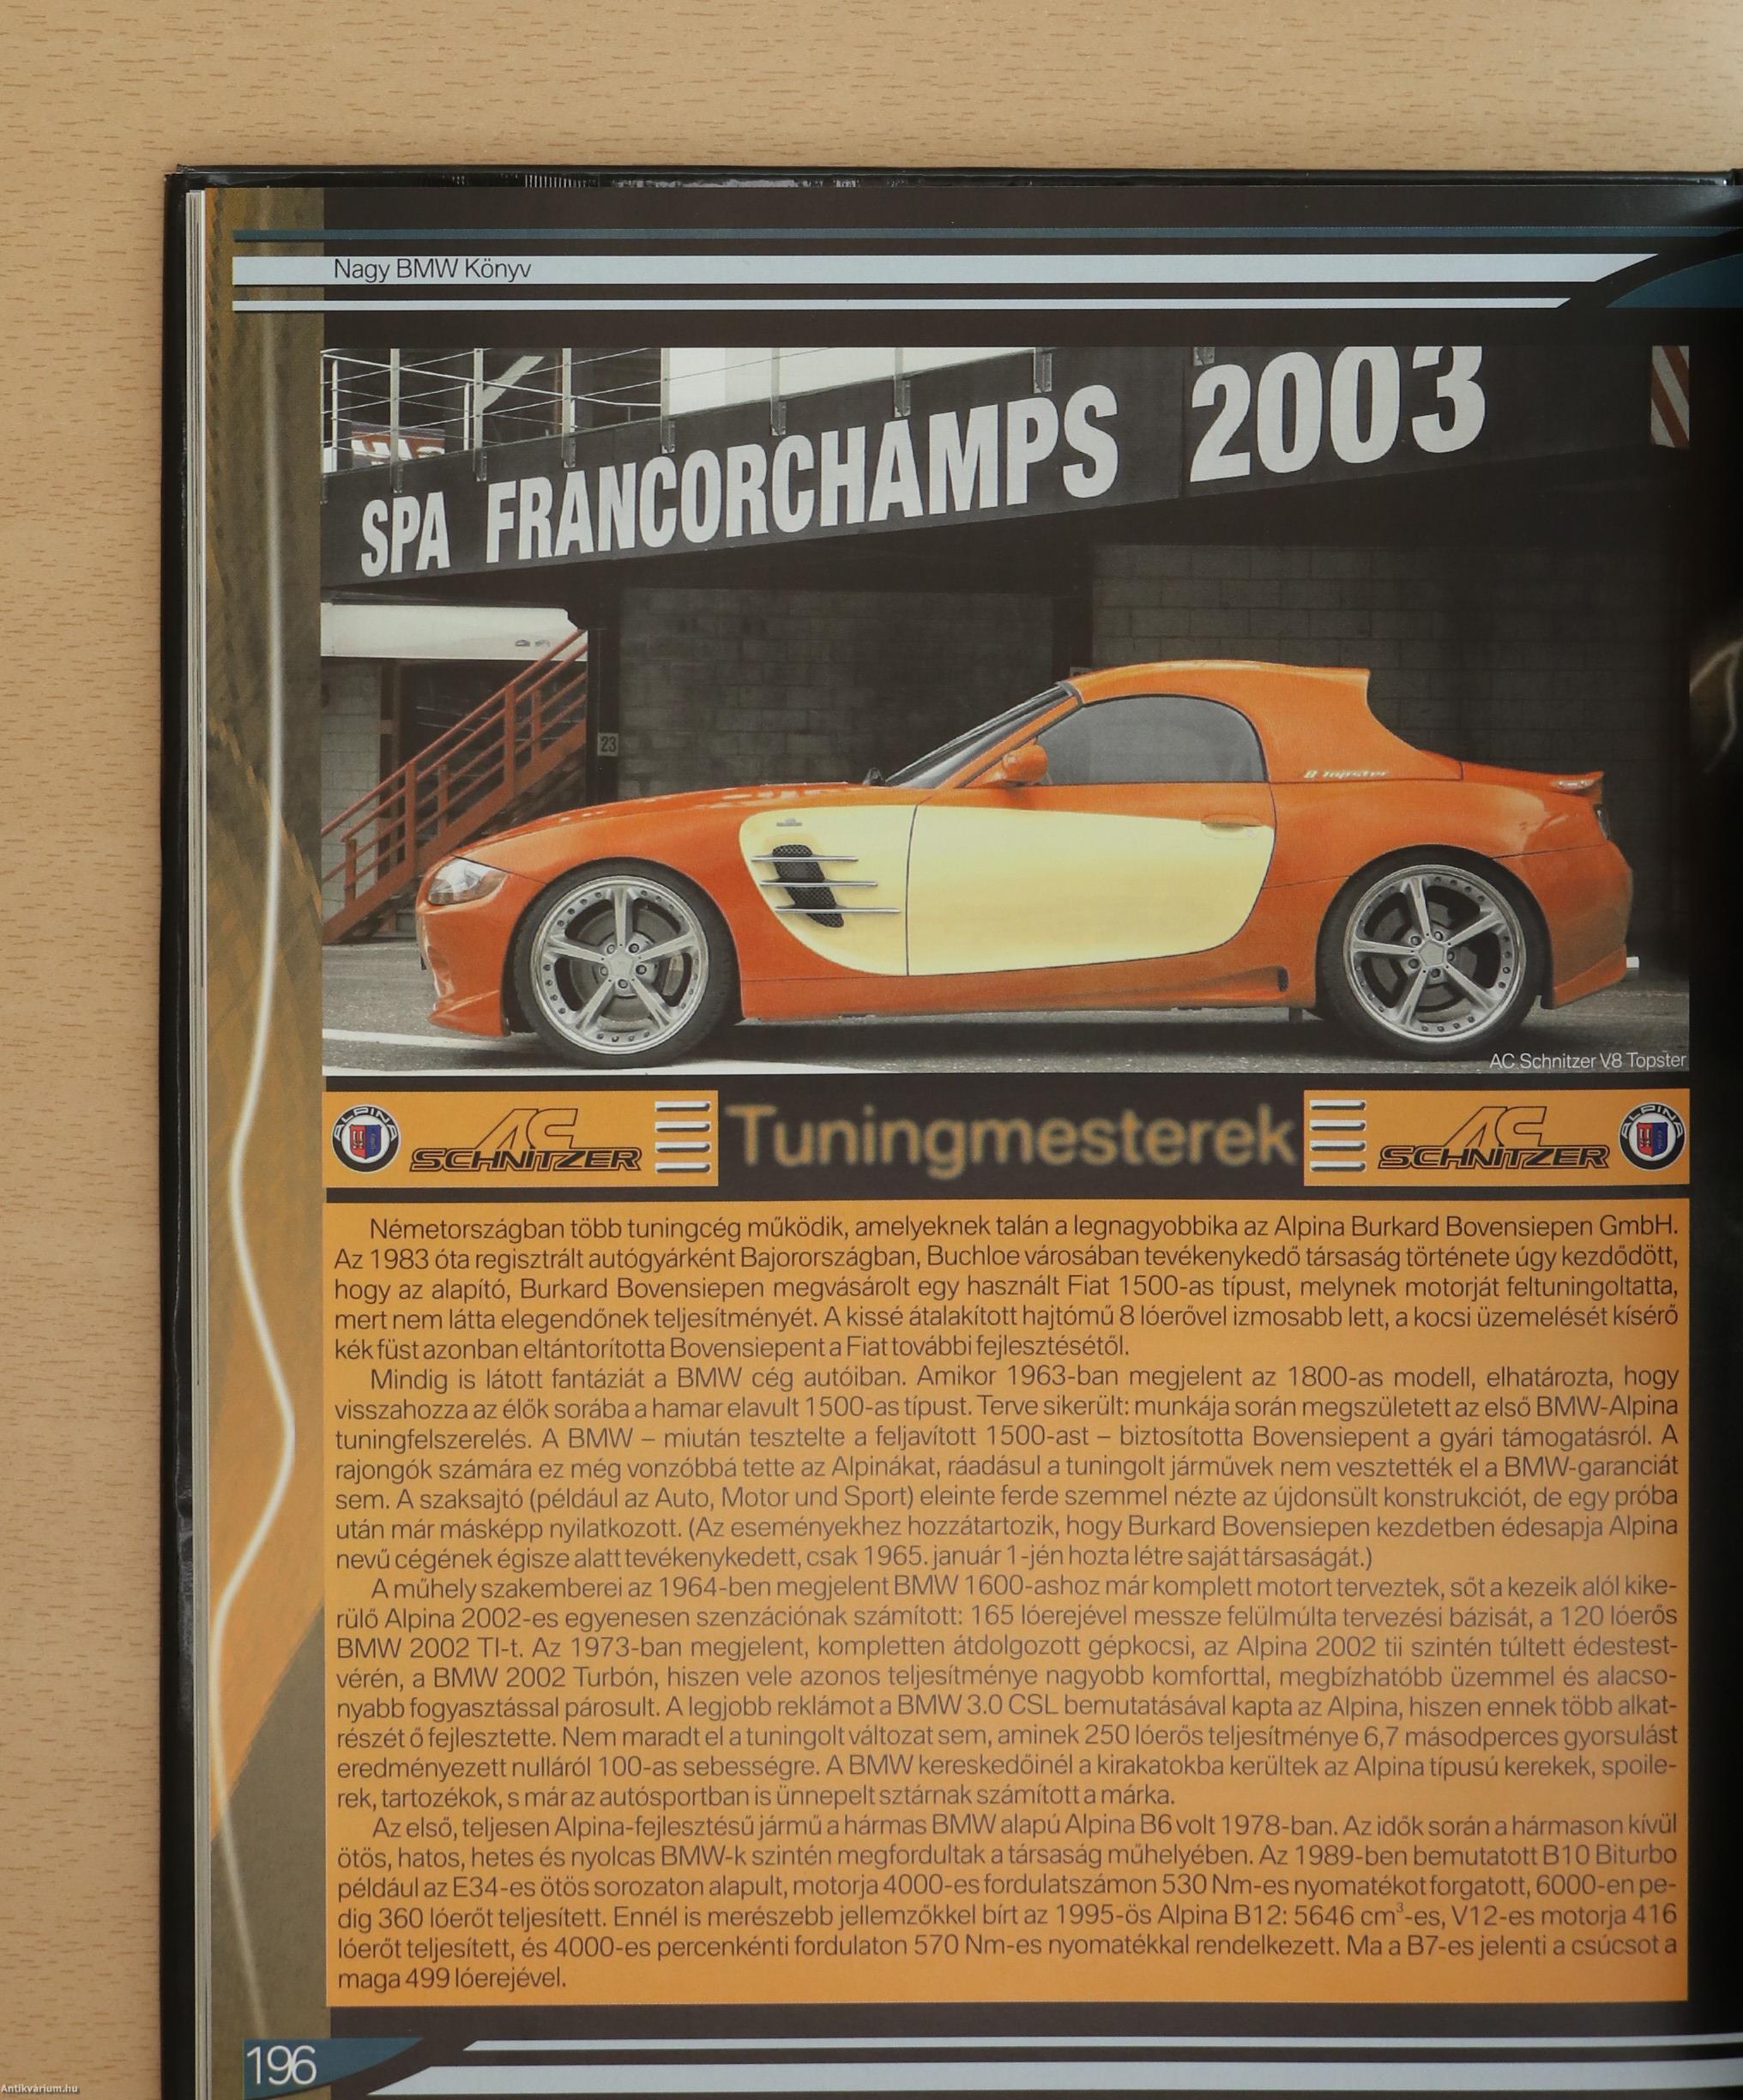 Nagy BMW Könyv
SPA FRANCORCHAMPS 2003
23
8 topster
AC Schnitzer V8 Topster
ALPINA
AC
SCHNITZER
Tuningmesterek
AC
SCHNITZER
ALPINA
Németországban több tuningcég működik, amelyeknek talán a legnagyobbika az Alpina Burkard Bovensiepen GmbH.
Az 1983 óta regisztrált autógyárként Bajorországban, Buchloe városában tevékenykedő társaság története úgy kezdődött,
hogy az alapító, Burkard Bovensiepen megvásárolt egy használt Fiat 1500-as típust, melynek motorját feltuningoltatta,
mert nem látta elegendőnek teljesítményét. A kissé átalakított hajtómű 8 lóerővel izmosabb lett, a kocsi üzemelését kísérő
kék füst azonban eltántorította Bovensiepent a Fiat további fejlesztésétől.
Mindig is látott fantáziát a BMW cég autóiban. Amikor 1963-ban megjelent az 1800-as modell, elhatározta, hogy
visszahozza az élők sorába a hamar elavult 1500-as típust. Terve sikerült: munkája során megszületett az első BMW-Alpina
tuningfelszerelés. A BMW – miután tesztelte a feljavított 1500-ast – biztosította Bovensiepent a gyári támogatásról. A
rajongók számára ez még vonzóbbá tette az Alpinákat, ráadásul a tuningolt járművek nem vesztették el a BMW-garanciát
sem. A szaksajtó (például az Auto, Motor und Sport) eleinte ferde szemmel nézte az újdonsült konstrukciót, de egy próba
után már másképp nyilatkozott. (Az eseményekhez hozzátartozik, hogy Burkard Bovensiepen kezdetben édesapja Alpina
nevű cégének égisze alatt tevékenykedett, csak 1965. január 1-jén hozta létre saját társaságát.)
A műhely szakemberei az 1964-ben megjelent BMW 1600-ashoz már komplett motort terveztek, sőt a kezeik alól kike-
rülő Alpina 2002-es egyenesen szenzációnak számított: 165 lóerejével messze felülmúlta tervezési bázisát, a 120 lóerős
BMW 2002 TI-t. Az 1973-ban megjelent, kompletten átdolgozott gépkocsi, az Alpina 2002 tii szintén túltett édestest-
vérén, a BMW 2002 Turbón, hiszen vele azonos teljesítménye nagyobb komforttal, megbízhatóbb üzemmel és alacso-
nyabb fogyasztással párosult. A legjobb reklámot a BMW 3.0 CSL bemutatásával kapta az Alpina, hiszen ennek több alkat-
részét ő fejlesztette. Nem maradt el a tuningolt változat sem, aminek 250 lóerős teljesítménye 6,7 másodperces gyorsulást
eredményezett nulláról 100-as sebességre. A BMW kereskedőinél a kirakatokba kerültek az Alpina típusú kerekek, spoile-
rek, tartozékok, s már az autósportban is ünnepelt sztárnak számított a márka.
Az első, teljesen Alpina-fejlesztésű jármű a hármas BMW alapú Alpina B6 volt 1978-ban. Az idők során a hármason kívül
ötös, hatos, hetes és nyolcas BMW-k szintén megfordultak a társaság műhelyében. Az 1989-ben bemutatott B10 Biturbo
például az E34-es ötös sorozaton alapult, motorja 4000-es fordulatszámon 530 Nm-es nyomatékot forgatott, 6000-en pe-
dig 360 lóerőt teljesített. Ennél is merészebb jellemzőkkel bírt az 1995-ös Alpina B12: 5646 cm³-es, V12-es motorja 416
lóerőt teljesített, és 4000-es percenkénti fordulaton 570 Nm-es nyomatékkal rendelkezett. Ma a B7-es jelenti a csúcsot a
maga 499 lóerejével.
196
Antikvárium.hu